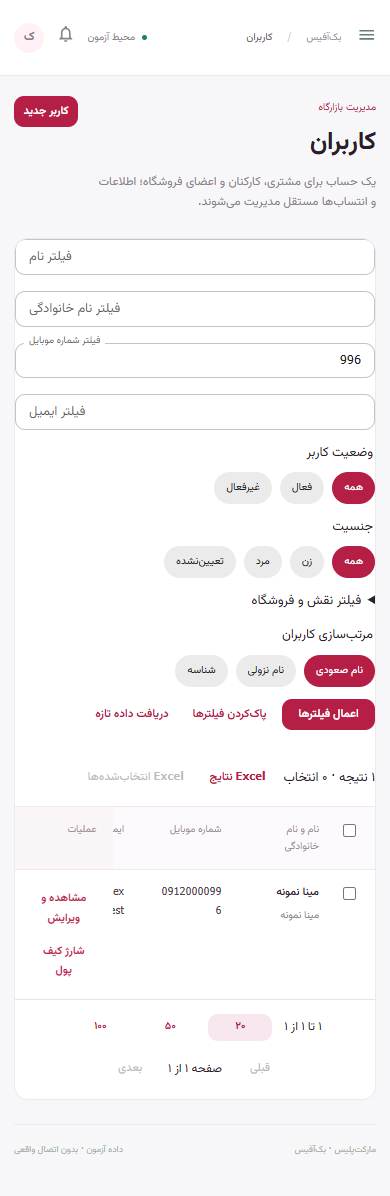 بک‌آفیس / کاربران
محیط آزمون
ک
مدیریت بازارگاه
کاربران
کاربر جدید
یک حساب برای مشتری، کارکنان و اعضای فروشگاه؛ اطلاعات
و انتساب‌ها مستقل مدیریت می‌شوند.
فیلتر نام
فیلتر نام خانوادگی
فیلتر شماره موبایل
996
فیلتر ایمیل
وضعیت کاربر
همه فعال غیرفعال
جنسیت
همه زن مرد تعیین‌نشده
فیلتر نقش و فروشگاه
مرتب‌سازی کاربران
نام صعودی نام نزولی شناسه
اعمال فیلترها پاک‌کردن فیلترها دریافت داده تازه
۱ نتیجه · ۰ انتخاب Excel نتایج Excel انتخاب‌شده‌ها
نام و نام
خانوادگی
شماره موبایل
ایم
عملیات
مینا نمونه
مینا نمونه
0912000099
6
ex
est
مشاهده و
ویرایش
شارژ کیف
پول
۱ تا ۱ از ۱ ۲۰ ۵۰ ۱۰۰
قبلی صفحه ۱ از ۱ بعدی
مارکت‌پلیس · بک‌آفیس
داده آزمون · بدون اتصال واقعی